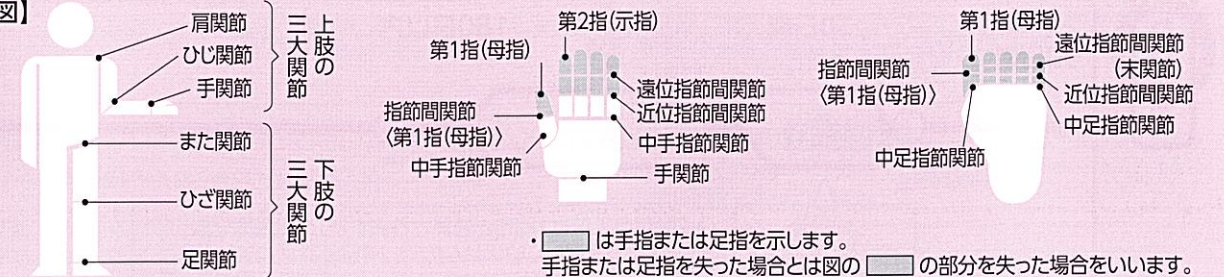 図】
肩関節
ひじ関節
手関節
上肢の
三大関節
また関節
ひざ関節
足関節
下肢の
三大関節
第2指(示指)
第1指(母指)
指節間関節
〈第1指(母指)〉
中手指節関節
遠位指節間関節
近位指節間関節
中手指節関節
手関節
第1指(母指)
指節間関節
〈第1指(母指)〉
中足指節関節
遠位指節間関節
(末関節)
近位指節間関節
中足指節関節
・ は手指または足指を示します。
手指または足指を失った場合とは図の の部分を失った場合をいいます。